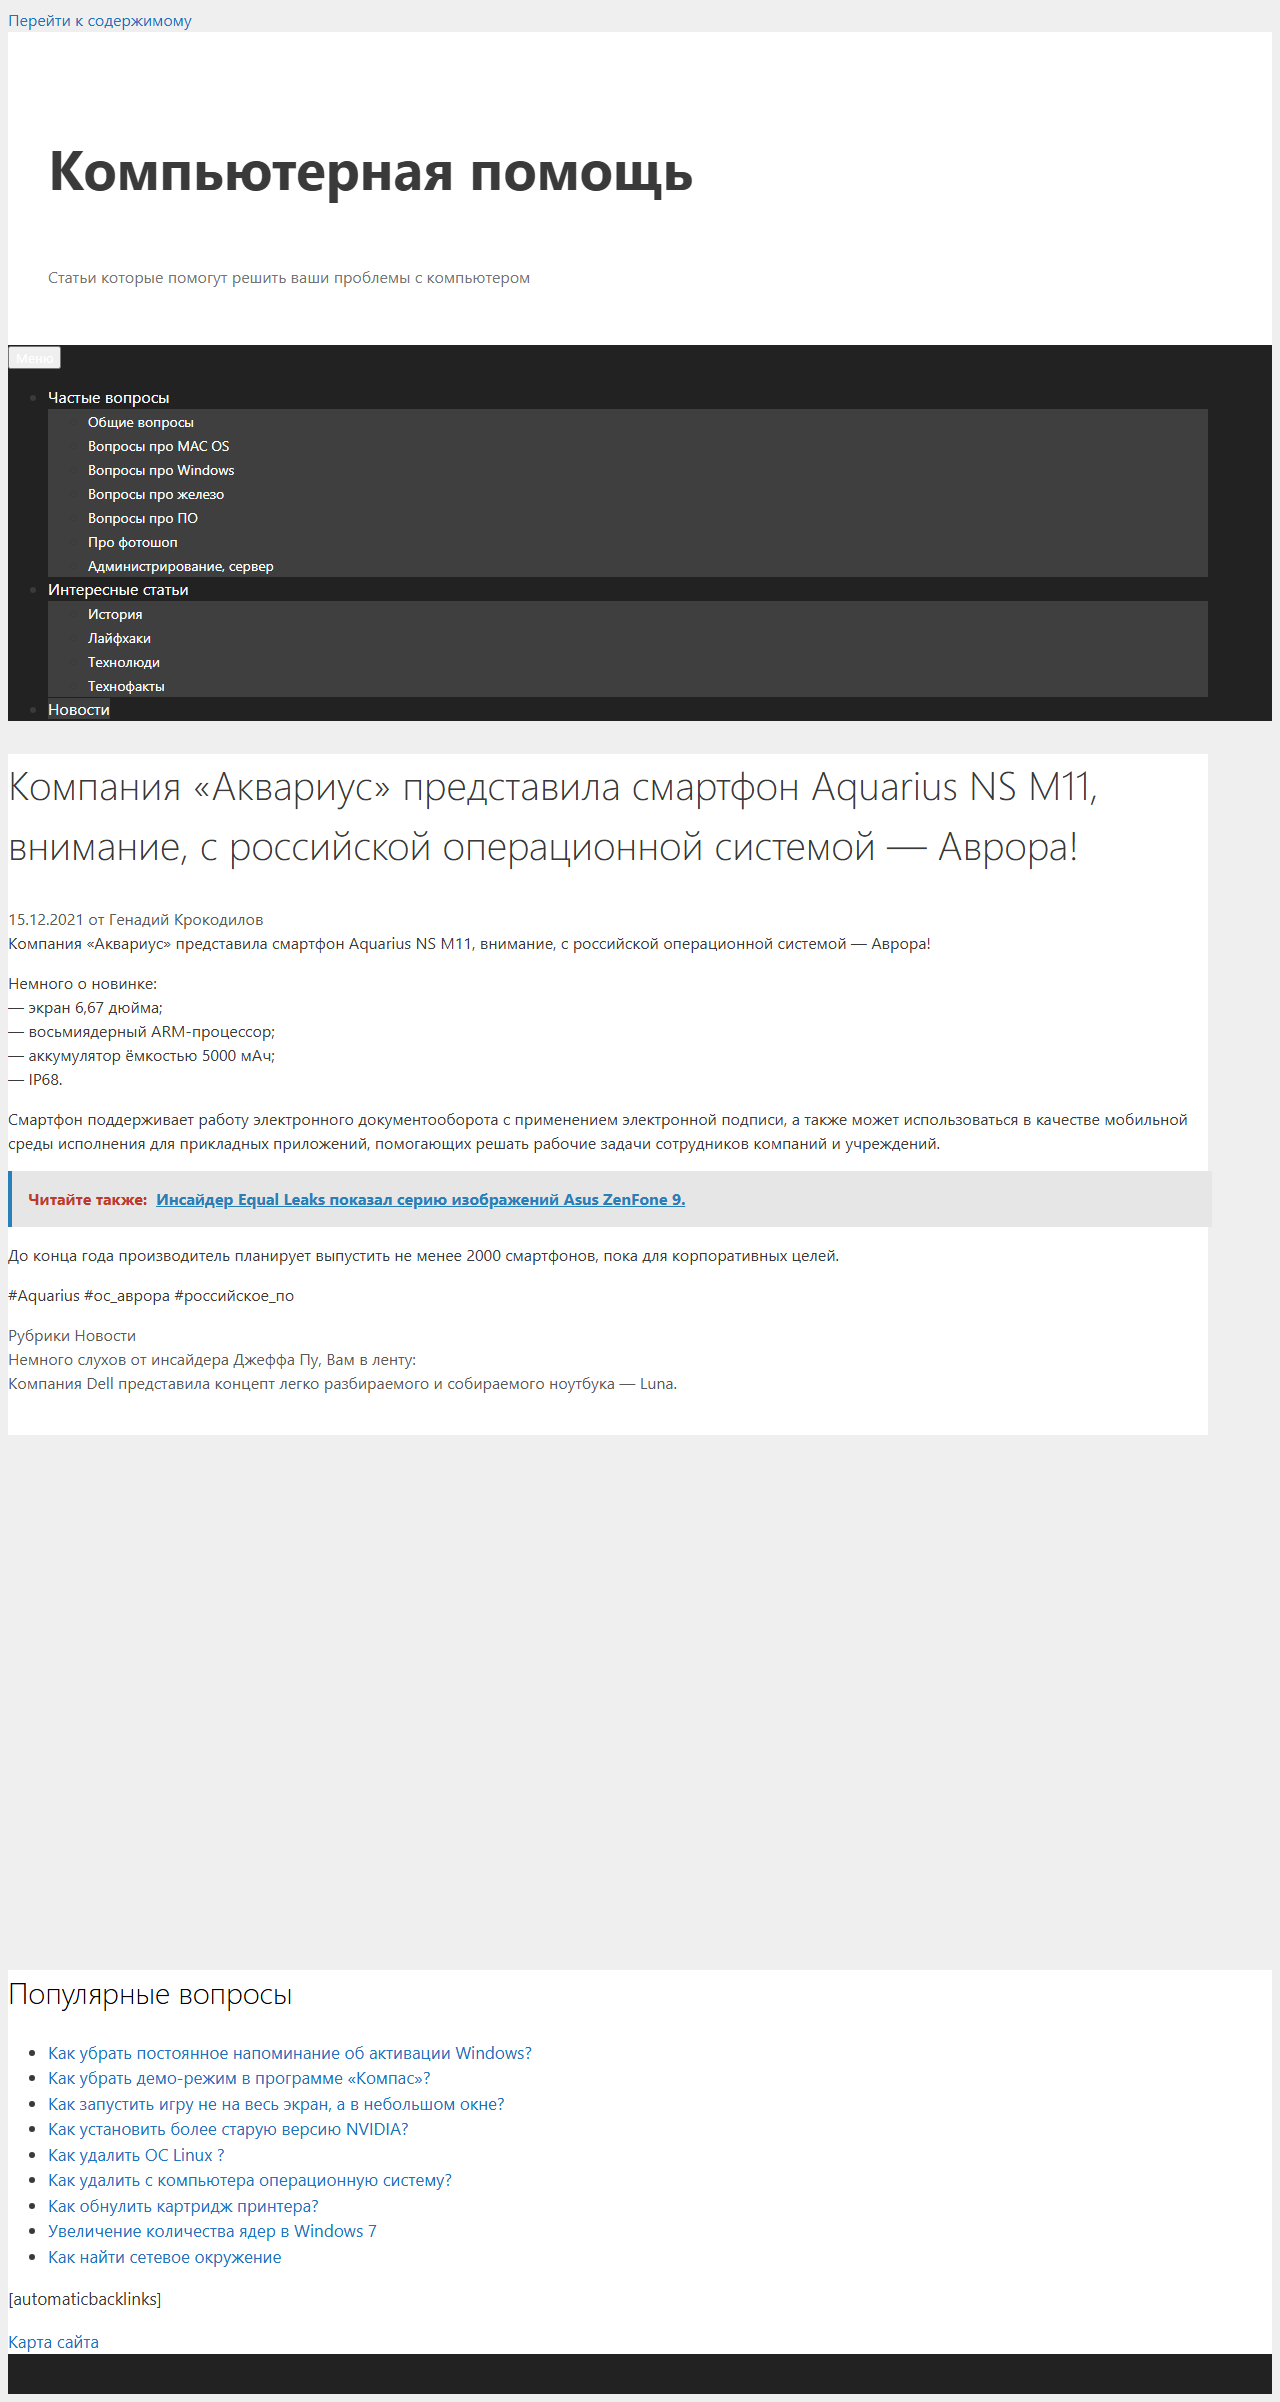 Перейти к содержимому
Компьютерная помощь
Статьи которые помогут решить ваши проблемы с компьютером
Меню
Частые вопросы
Общие вопросы
Вопросы про MAC OS
Вопросы про Windows
Вопросы про железо
Вопросы про ПО
Про фотошоп
Администрирование, сервер
Интересные статьи
История
Лайфхаки
Технолюди
Технофакты
Новости
Компания «Аквариус» представила смартфон Aquarius NS M11,
внимание, с российской операционной системой — Аврора!
15.12.2021 от Генадий Крокодилов
Компания «Аквариус» представила смартфон Aquarius NS M11, внимание, с российской операционной системой — Аврора!
Немного о новинке:
— экран 6,67 дюйма;
— восьмиядерный ARM-процессор;
— аккумулятор ёмкостью 5000 мАч;
— IP68.
Смартфон поддерживает работу электронного документооборота с применением электронной подписи, а также может использоваться в качестве мобильной
среды исполнения для прикладных приложений, помогающих решать рабочие задачи сотрудников компаний и учреждений.
Читайте также: Инсайдер Equal Leaks показал серию изображений Asus ZenFone 9.
До конца года производитель планирует выпустить не менее 2000 смартфонов, пока для корпоративных целей.
#Aquarius #ос_аврора #российское_по
Рубрики Новости
Немного слухов от инсайдера Джеффа Пу, Вам в ленту:
Компания Dell представила концепт легко разбираемого и собираемого ноутбука — Luna.
Популярные вопросы
Как убрать постоянное напоминание об активации Windows?
Как убрать демо-режим в программе «Компас»?
Как запустить игру не на весь экран, а в небольшом окне?
Как установить более старую версию NVIDIA?
Как удалить ОС Linux ?
Как удалить с компьютера операционную систему?
Как обнулить картридж принтера?
Увеличение количества ядер в Windows 7
Как найти сетевое окружение
[automaticbacklinks]
Карта сайта